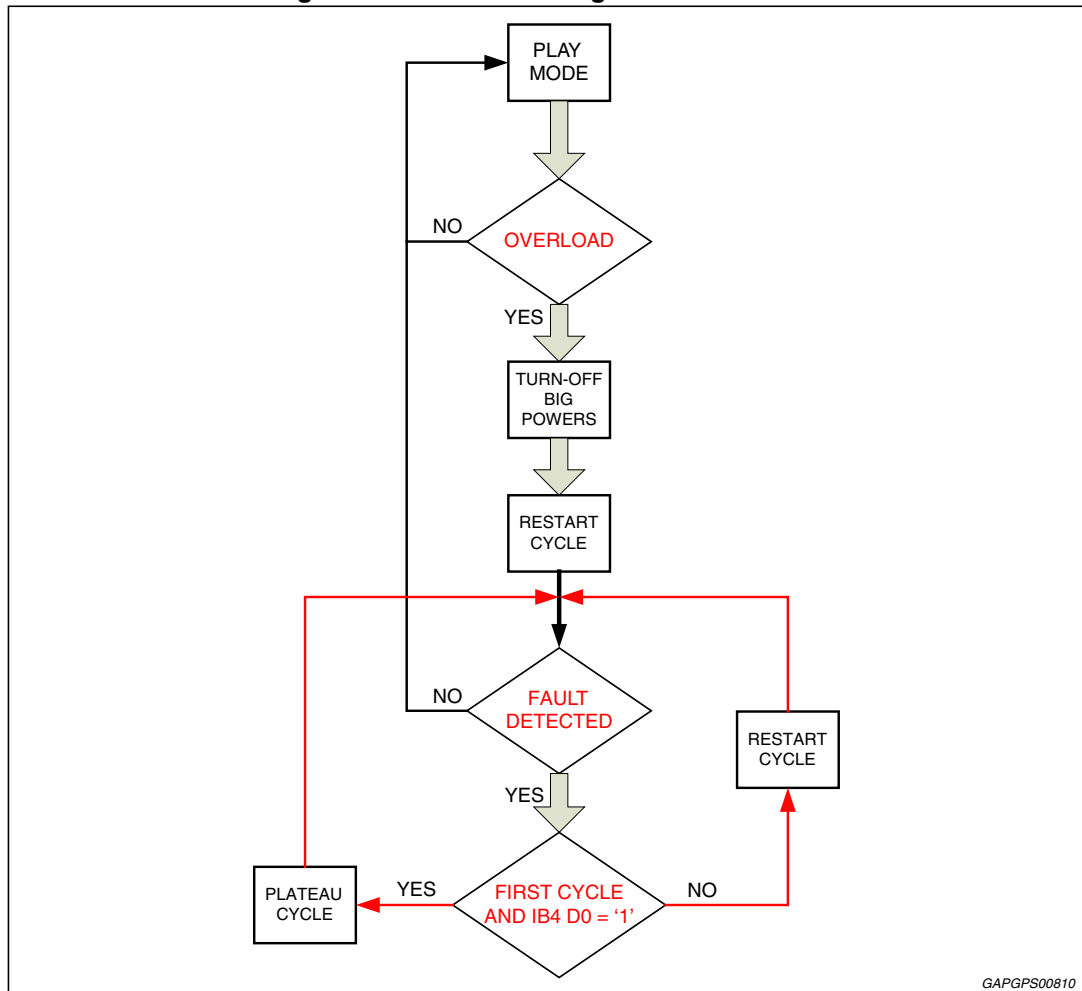 PLAY
MODE
NO
OVERLOAD
YES
TURN-OFF
BIG
POWERS
RESTART
CYCLE
NO
FAULT
DETECTED
RESTART
CYCLE
YES
PLATEAU
CYCLE
YES
FIRST CYCLE
AND IB4 D0 = ‘1’
NO
GAPGPS00810